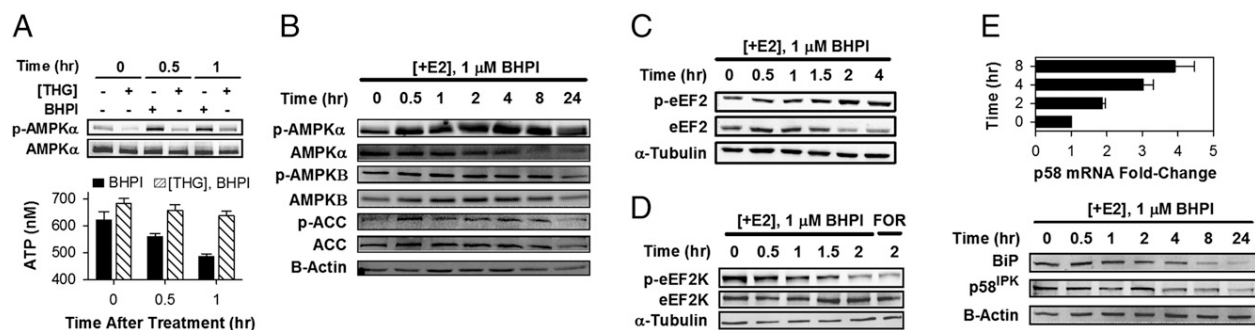 A
Time (hr)
0 0.5 1
[THG] - + - + - +
BHPI - - + + + +
p-AMPKα
AMPKα
BHPI [THG], BHPI
ATP (nM)
700
600
500
400
0 0.5 1
Time After Treatment (hr)
B
[+E2], 1 μM BHPI
Time (hr) 0 0.5 1 2 4 8 24
p-AMPKα
AMPKα
p-AMPKB
AMPKB
p-ACC
ACC
B-Actin
C
[+E2], 1 μM BHPI
Time (hr) 0 0.5 1 1.5 2 4
p-eEF2
eEF2
α-Tubulin
D
[+E2], 1 μM BHPI FOR
Time (hr) 0 0.5 1 1.5 2 2
p-eEF2K
eEF2K
α-Tubulin
E
Time (hr)
8
4
2
0
0 1 2 3 4 5
p58 mRNA Fold-Change
[+E2], 1 μM BHPI
Time (hr) 0 0.5 1 2 4 8 24
BiP
p58IPK
B-Actin